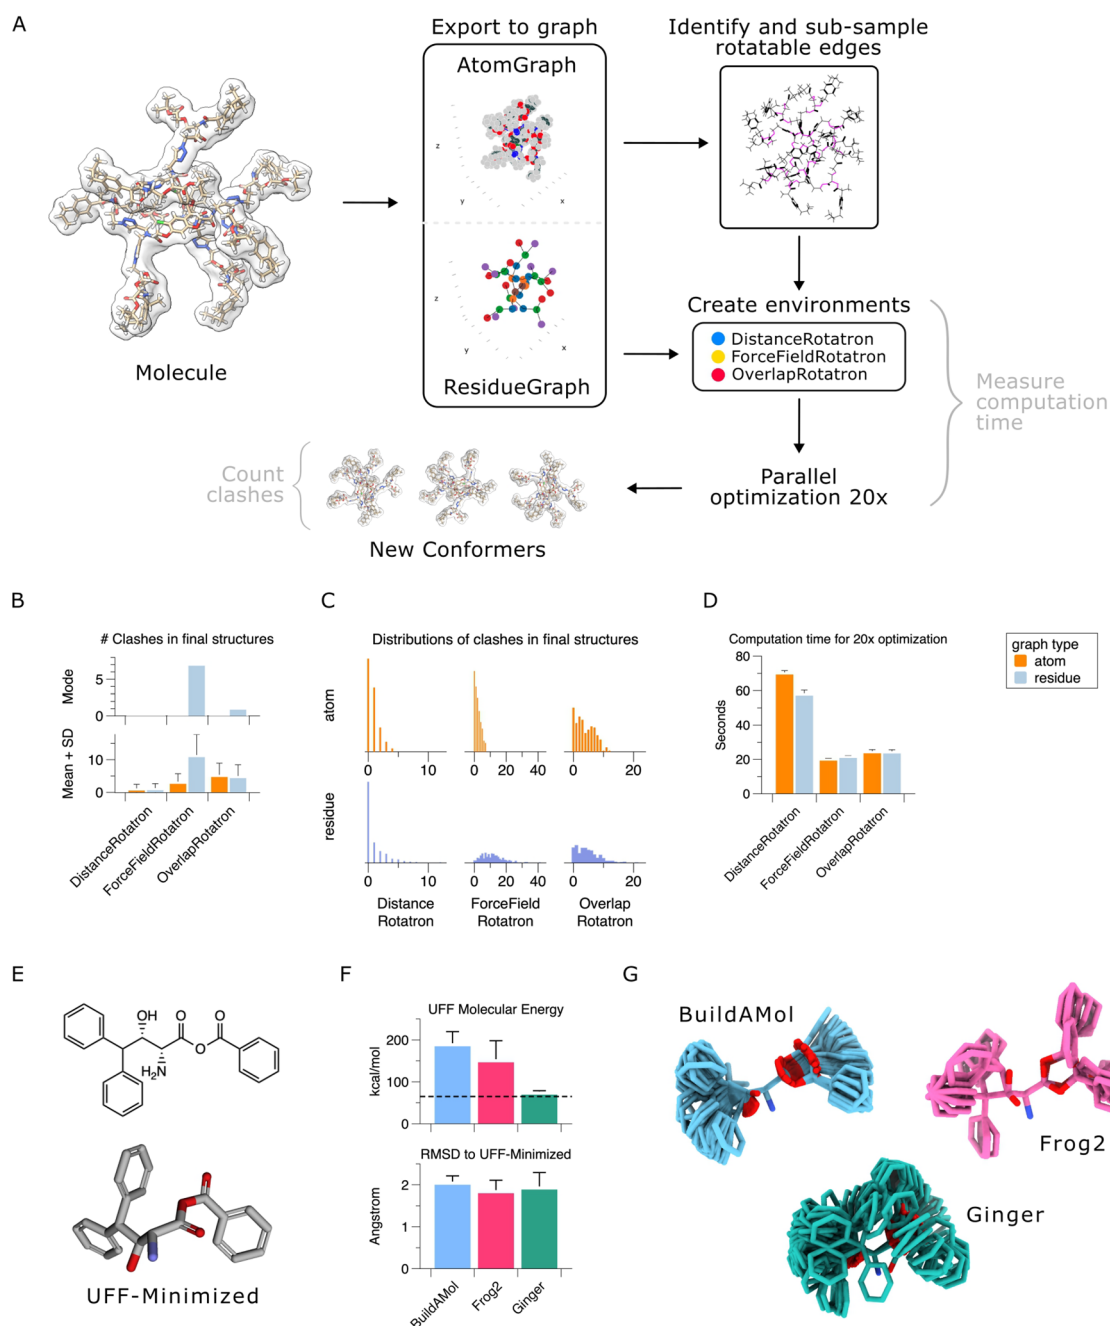 A
Export to graph
AtomGraph
z
y
x
z
y
x
ResidueGraph
Molecule
Identify and sub-sample
rotatable edges
Create environments
DistanceRotatron
ForceFieldRotatron
OverlapRotatron
Measure
computation
time
Parallel
optimization 20x
Count
clashes
New Conformers
B
# Clashes in final structures
Mode
5
0
Mean + SD
10
0
DistanceRotatron
ForceFieldRotatron
OverlapRotatron
C
Distributions of clashes in final structures
atom
0 10
0 20 40
0 20
residue
0 10
0 20 40
0 20
Distance
Rotatron
ForceField
Rotatron
Overlap
Rotatron
D
Computation time for 20x optimization
Seconds
80
60
40
20
0
DistanceRotatron
ForceFieldRotatron
OverlapRotatron
graph type
atom
residue
E
OH
O
O
O
H₂N
UFF-Minimized
F
UFF Molecular Energy
kcal/mol
200
100
0
RMSD to UFF-Minimized
Angstrom
2
1
0
BuildAMol
Frog2
Ginger
G
BuildAMol
Frog2
Ginger